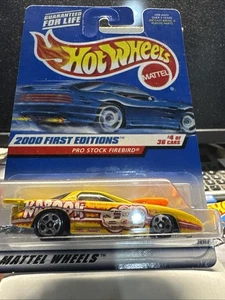 GUARANTEED
FOR LIFE
Hot Wheels
MATTEL
2000 FIRST EDITIONS
#4 of
36 CARS
PRO STOCK FIREBIRD®
MATTEL WHEELS